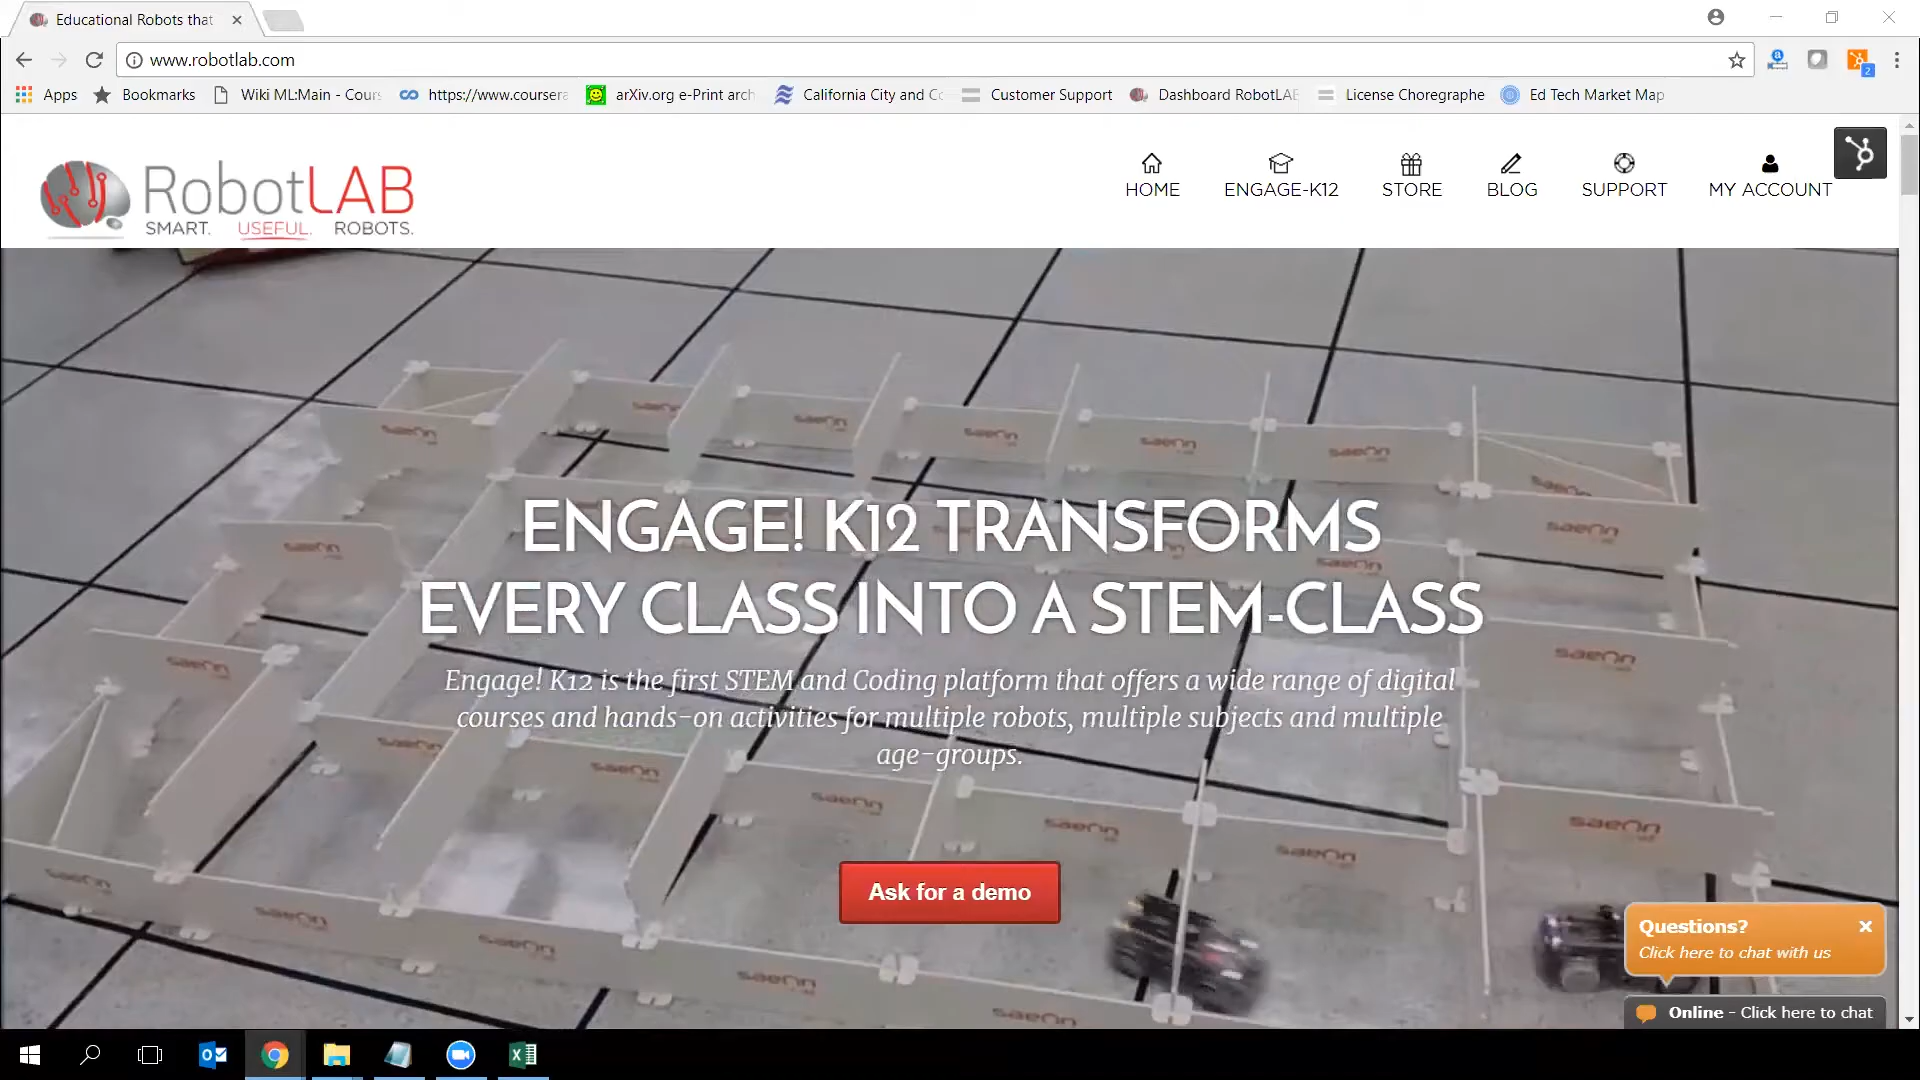 Educational Robots that
www.robotlab.com
Apps
Bookmarks
Wiki ML:Main - Cours
https://www.coursera
arXiv.org e-Print arch
California City and Co
Customer Support
Dashboard RobotLAB
License Choregraphe
Ed Tech Market Map
2
RobotLAB
SMART. USEFUL. ROBOTS.
HOME
ENGAGE-K12
STORE
BLOG
SUPPORT
MY ACCOUNT
ENGAGE! K12 TRANSFORMS
EVERY CLASS INTO A STEM-CLASS
Engage! K12 is the first STEM and Coding platform that offers a wide range of digital
courses and hands-on activities for multiple robots, multiple subjects and multiple
age-groups.
Ask for a demo
Questions?
Click here to chat with us
Online - Click here to chat